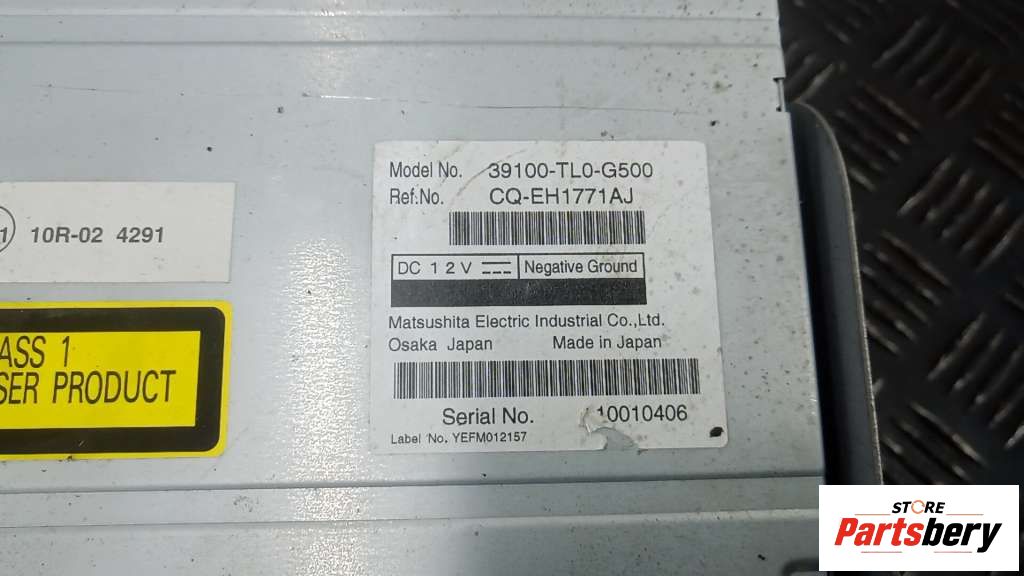 Model No. 39100-TL0-G500
Ref.No. CQ-EH1771AJ
10R-02 4291
DC 12V Negative Ground
Matsushita Electric Industrial Co.,Ltd.
Osaka Japan Made in Japan
ASS 1
SER PRODUCT
Serial No. 10010406
Label No. YEFM012157
STORE
Partsbery